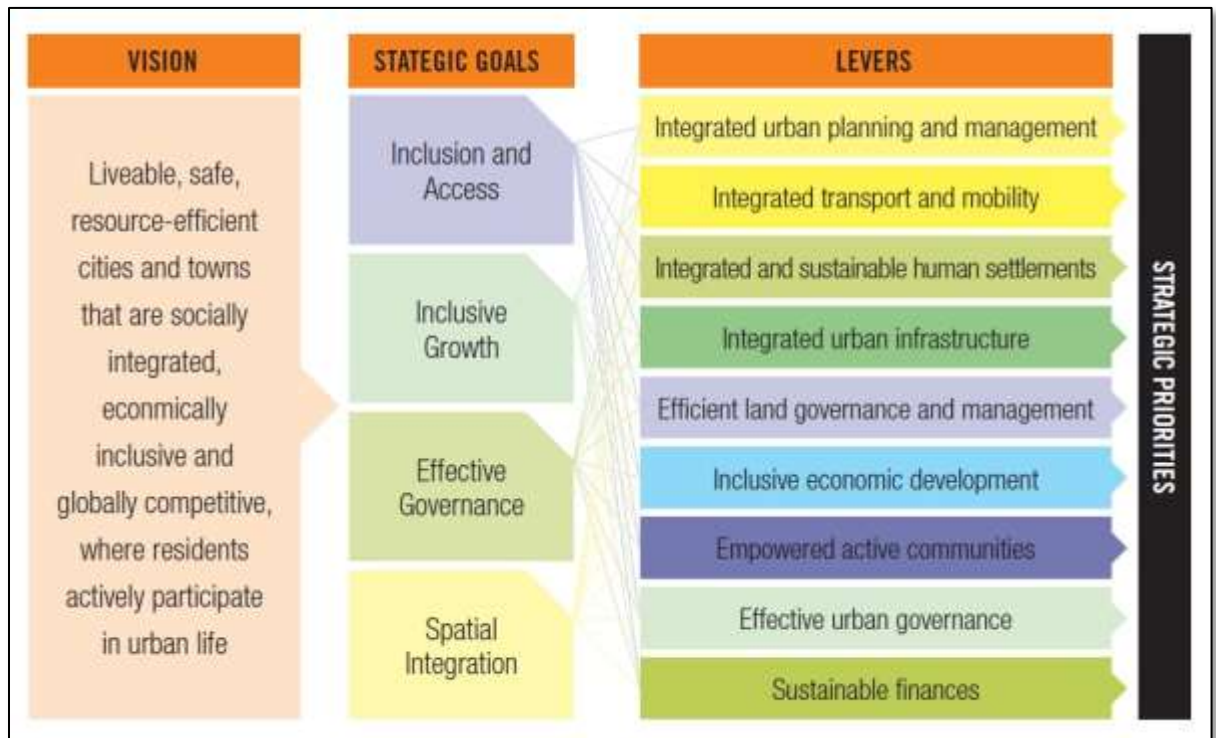 VISION
Liveable, safe,
resource-efficient
cities and towns
that are socially
integrated,
econmically
inclusive and
globally competitive,
where residents
actively participate
in urban life
STATEGIC GOALS
Inclusion and
Access
Inclusive
Growth
Effective
Governance
Spatial
Integration
LEVERS
Integrated urban planning and management
Integrated transport and mobility
Integrated and sustainable human settlements
Integrated urban infrastructure
Efficient land governance and management
Inclusive economic development
Empowered active communities
Effective urban governance
Sustainable finances
STRATEGIC PRIORITIES